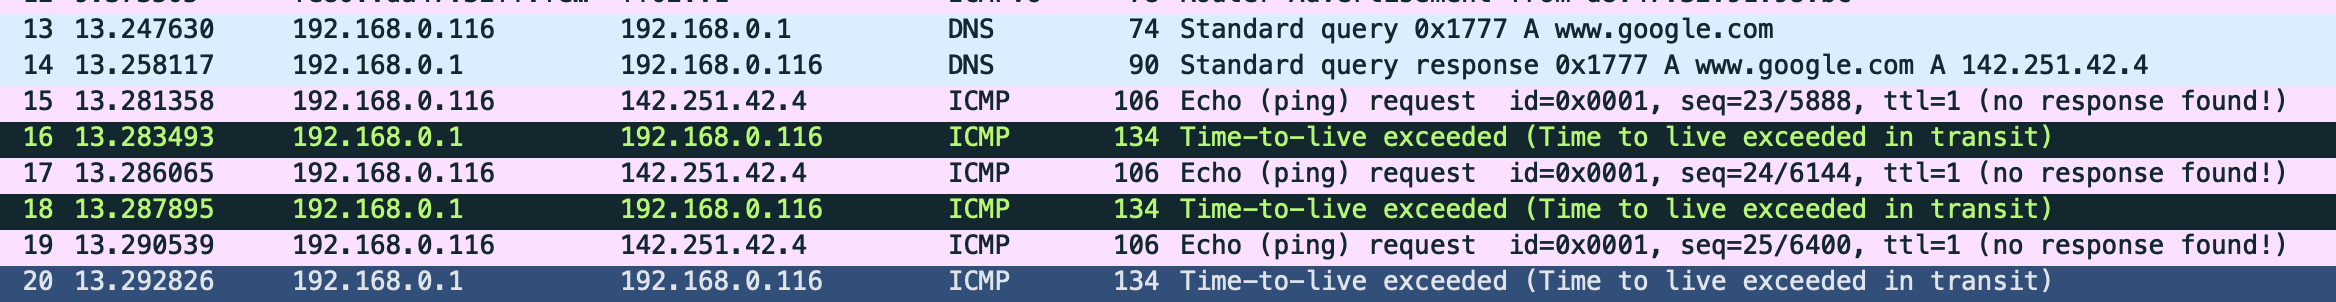 13 13.247630 192.168.0.116 192.168.0.1 DNS 74 Standard query 0x1777 A www.google.com
14 13.258117 192.168.0.1 192.168.0.116 DNS 90 Standard query response 0x1777 A www.google.com A 142.251.42.4
15 13.281358 192.168.0.116 142.251.42.4 ICMP 106 Echo (ping) request id=0x0001, seq=23/5888, ttl=1 (no response found!)
16 13.283493 192.168.0.1 192.168.0.116 ICMP 134 Time-to-live exceeded (Time to live exceeded in transit)
17 13.286065 192.168.0.116 142.251.42.4 ICMP 106 Echo (ping) request id=0x0001, seq=24/6144, ttl=1 (no response found!)
18 13.287895 192.168.0.1 192.168.0.116 ICMP 134 Time-to-live exceeded (Time to live exceeded in transit)
19 13.290539 192.168.0.116 142.251.42.4 ICMP 106 Echo (ping) request id=0x0001, seq=25/6400, ttl=1 (no response found!)
20 13.292826 192.168.0.1 192.168.0.116 ICMP 134 Time-to-live exceeded (Time to live exceeded in transit)